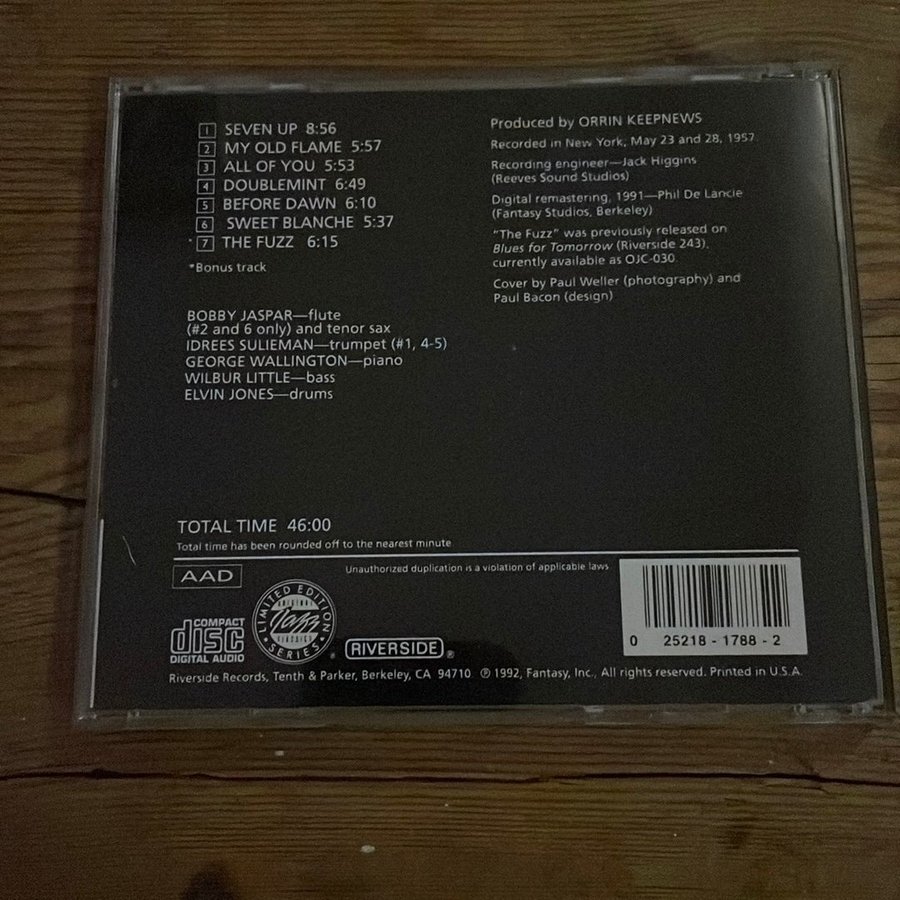 1 SEVEN UP 8:56
2 MY OLD FLAME 5:57
3 ALL OF YOU 5:53
4 DOUBLEMINT 6:49
5 BEFORE DAWN 6:10
6 SWEET BLANCHE 5:37
*7 THE FUZZ 6:15
*Bonus track
BOBBY JASPAR—flute
(#2 and 6 only) and tenor sax
IDREES SULIEMAN—trumpet (#1, 4-5)
GEORGE WALLINGTON—piano
WILBUR LITTLE—bass
ELVIN JONES—drums
Produced by ORRIN KEEPNEWS
Recorded in New York, May 23 and 28, 1957.
Recording engineer—Jack Higgins
(Reeves Sound Studios)
Digital remastering, 1991—Phil De Lancie
(Fantasy Studios, Berkeley)
"The Fuzz" was previously released on
Blues for Tomorrow (Riverside 243),
currently available as OJC-030.
Cover by Paul Weller (photography) and
Paul Bacon (design)
TOTAL TIME 46:00
Total time has been rounded off to the nearest minute.
AAD
Unauthorized duplication is a violation of applicable laws.
COMPACT
disc
DIGITAL AUDIO
LIMITED EDITION
ORIGINAL
Jazz
CLASSICS
SERIES
®
RIVERSIDE®
0 25218-1788-2
Riverside Records, Tenth & Parker, Berkeley, CA 94710. ℗ 1992, Fantasy, Inc., All rights reserved. Printed in U.S.A.